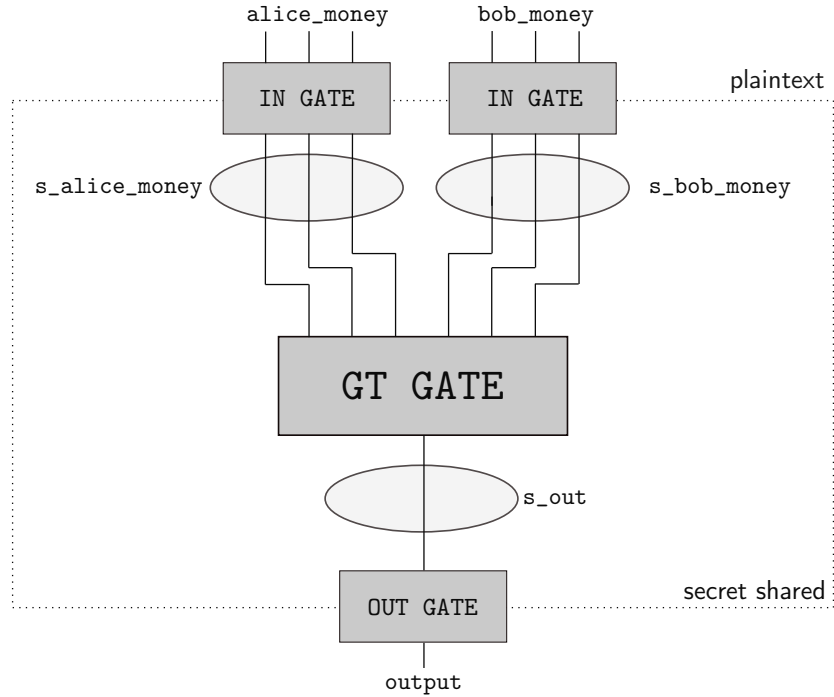 alice_money
bob_money
plaintext
IN GATE
IN GATE
s_alice_money
s_bob_money
GT GATE
s_out
secret shared
OUT GATE
output